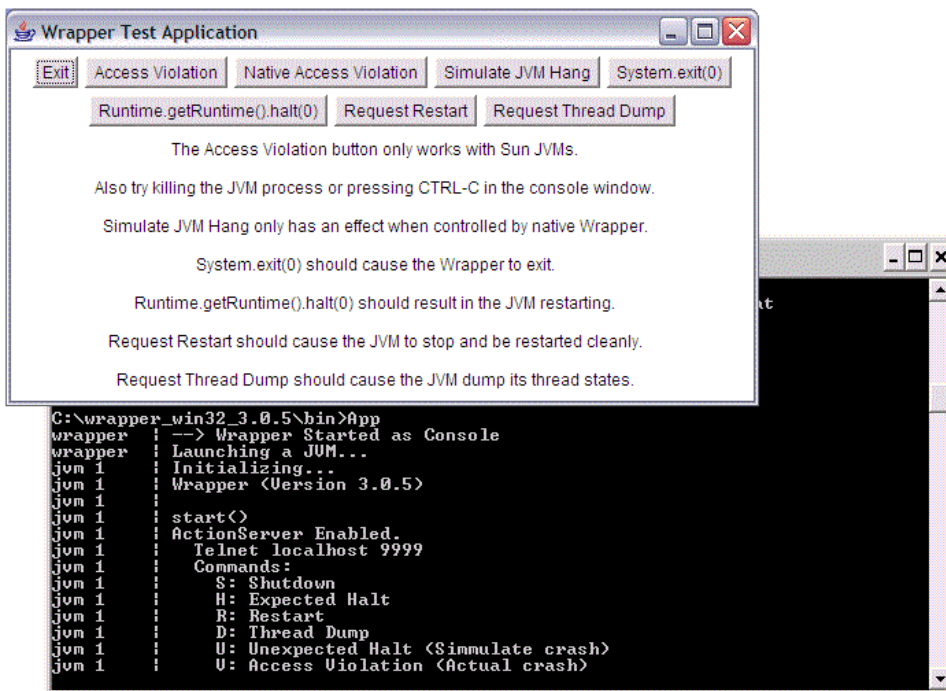 Wrapper Test Application
Exit Access Violation Native Access Violation Simulate JVM Hang System.exit(0)
Runtime.getRuntime().halt(0) Request Restart Request Thread Dump
The Access Violation button only works with Sun JVMs.
Also try killing the JVM process or pressing CTRL-C in the console window.
Simulate JVM Hang only has an effect when controlled by native Wrapper.
System.exit(0) should cause the Wrapper to exit.
Runtime.getRuntime().halt(0) should result in the JVM restarting.
Request Restart should cause the JVM to stop and be restarted cleanly.
Request Thread Dump should cause the JVM dump its thread states.
C:\wrapper_win32_3.0.5\bin>App
wrapper | --> Wrapper Started as Console
wrapper | Launching a JVM...
jvm 1 | Initializing...
jvm 1 | Wrapper (Version 3.0.5)
jvm 1 |
jvm 1 | start()
jvm 1 | ActionServer Enabled.
jvm 1 | Telnet localhost 9999
jvm 1 | Commands:
jvm 1 | S: Shutdown
jvm 1 | H: Expected Halt
jvm 1 | R: Restart
jvm 1 | D: Thread Dump
jvm 1 | U: Unexpected Halt (Simmulate crash)
jvm 1 | V: Access Violation (Actual crash)